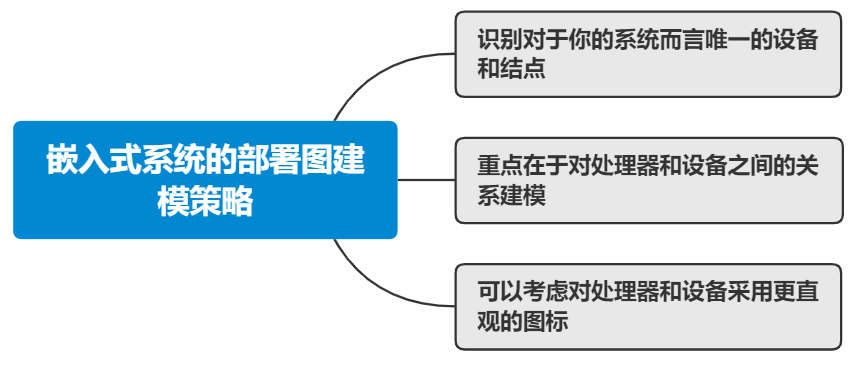 嵌入式系统的部署图建
模策略
识别对于你的系统而言唯一的设备
和结点
重点在于对处理器和设备之间的关
系建模
可以考虑对处理器和设备采用更直
观的图标